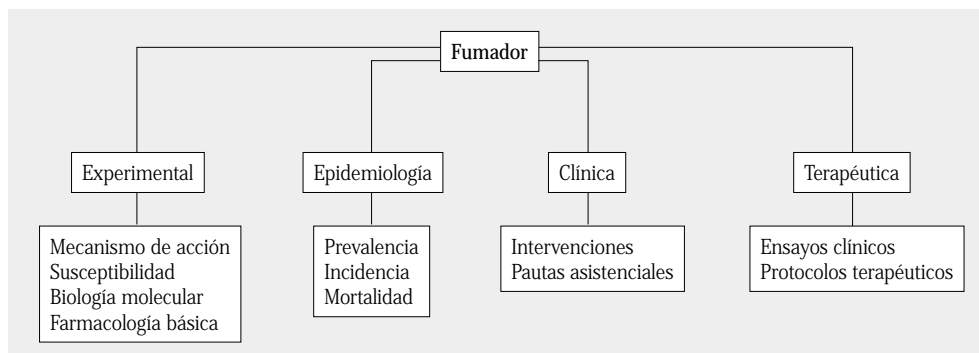 Fumador
Experimental
Epidemiología
Clínica
Terapéutica
Mecanismo de acción
Susceptibilidad
Biología molecular
Farmacología básica
Prevalencia
Incidencia
Mortalidad
Intervenciones
Pautas asistenciales
Ensayos clínicos
Protocolos terapéuticos